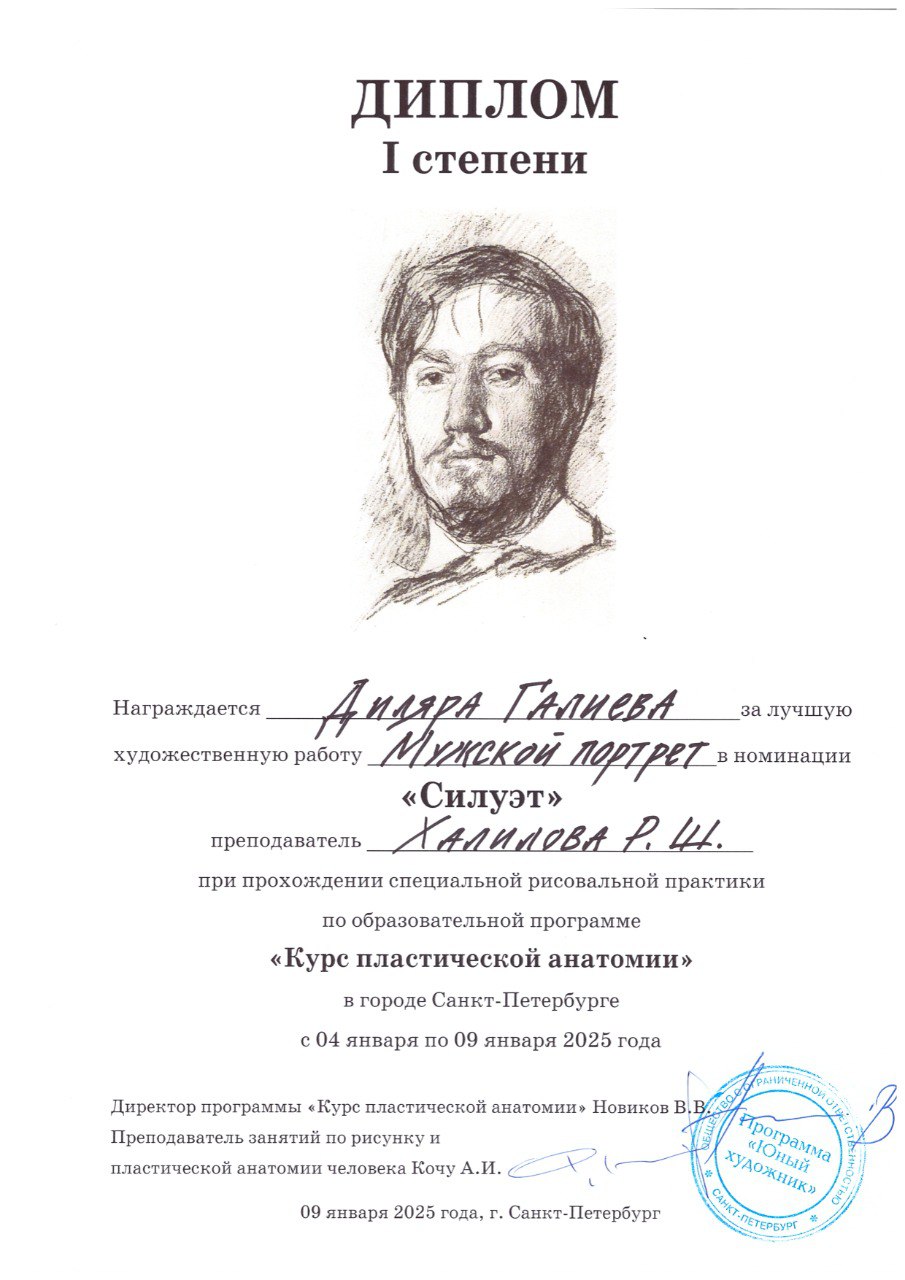 ДИПЛОМ
I степени
Награждается Диляра Галиева за лучшую
художественную работу Мужской портрет в номинации
«Силуэт»
преподаватель Халилова Р. Ш.
при прохождении специальной рисовальной практики
по образовательной программе
«Курс пластической анатомии»
в городе Санкт-Петербурге
с 04 января по 09 января 2025 года
Директор программы «Курс пластической анатомии» Новиков В.В.
Преподаватель занятий по рисунку и
пластической анатомии человека Кочу А.И.
ОБЩЕСТВО С ОГРАНИЧЕННОЙ ОТВЕТСТВЕННОСТЬЮ
Программа
«Юный
художник»
САНКТ-ПЕТЕРБУРГ
09 января 2025 года, г. Санкт-Петербург